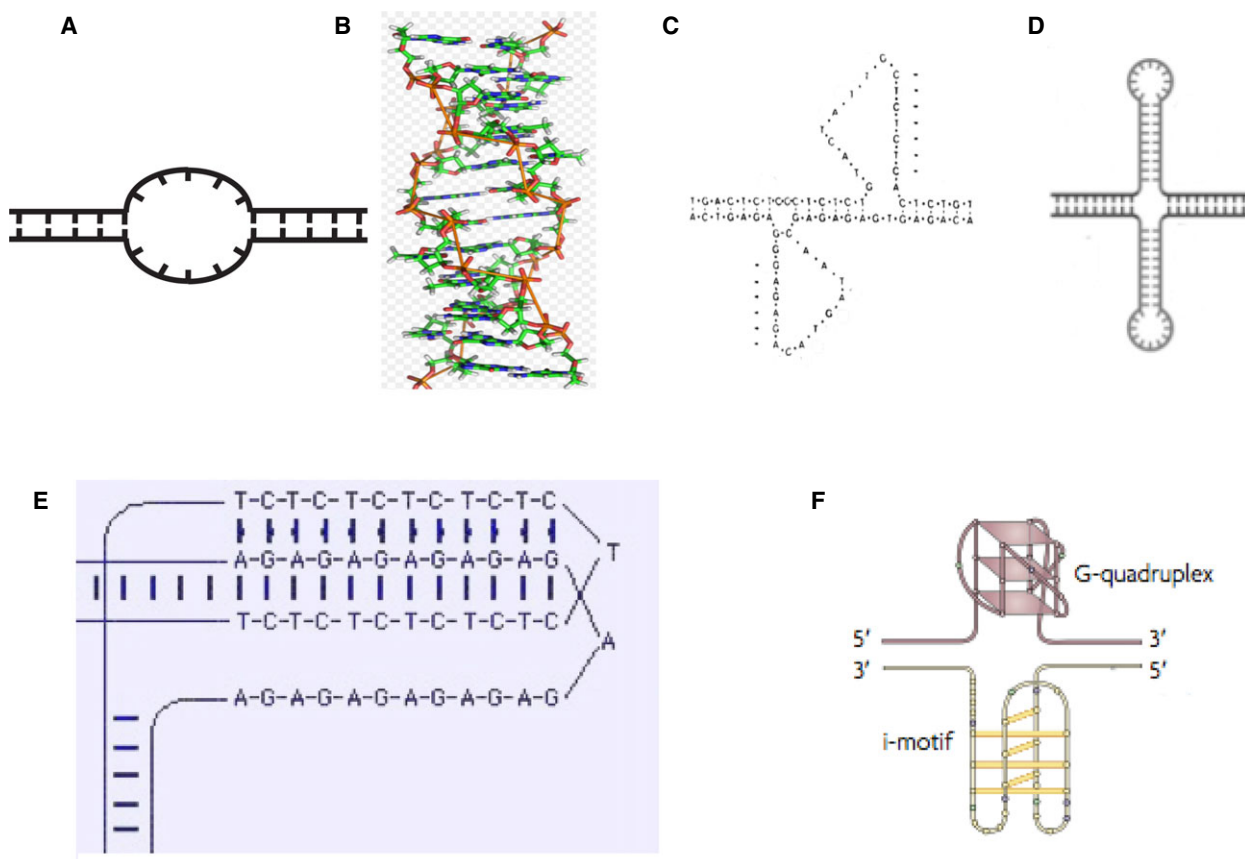 A
B
C
D
G
T
T
A
T
C
A
T
G
C
T
C
T
C
T
C
A
C·T·C·T·G·T
A·C·T·G·A·G·A
G·A·G·A·G·A·G·T·G·A·G·A·C·A
G·C
G
G
A
G
A
G
A
C
A
A
A
T
A
G
T
A
E
T-C-T-C-T-C-T-C-T-C-T-C
A-G-A-G-A-G-A-G-A-G-A-G
T-C-T-C-T-C-T-C-T-C-T-C
A-G-A-G-A-G-A-G-A-G-A-G
T
A
F
G-quadruplex
5′
3′
3′
5′
i-motif